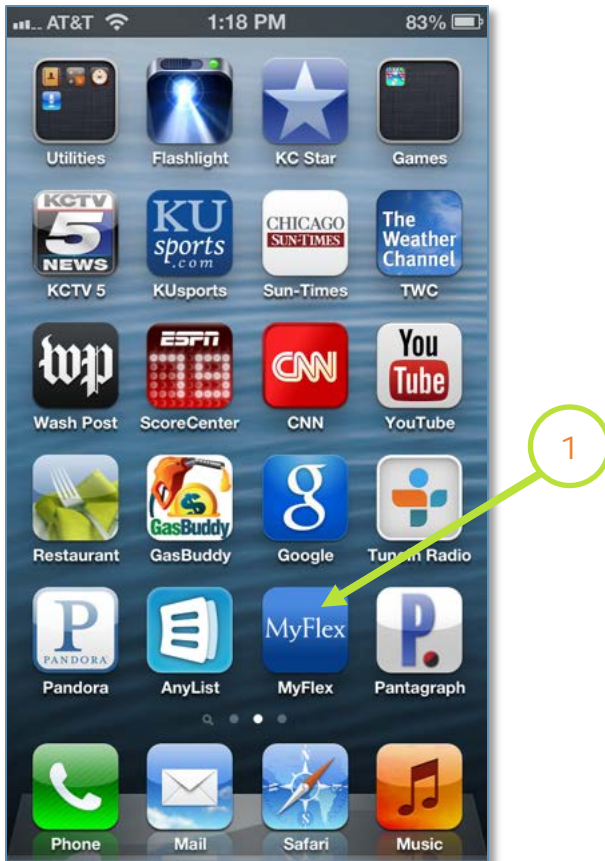 AT&T 1:18 PM 83%
Utilities Flashlight KC Star Games
KCTV
5
NEWS
KU
sports
.com
CHICAGO
SUN-TIMES
The
Weather
Channel
KCTV 5 KUsports Sun-Times TWC
wp
ESPN
78
CNN
You
Tube
Wash Post ScoreCenter CNN YouTube
1
GasBuddy
g
Restaurant GasBuddy Google TuneIn Radio
P
PANDORA
MyFlex
P.
Pandora AnyList MyFlex Pantagraph
N
S
Phone Mail Safari Music